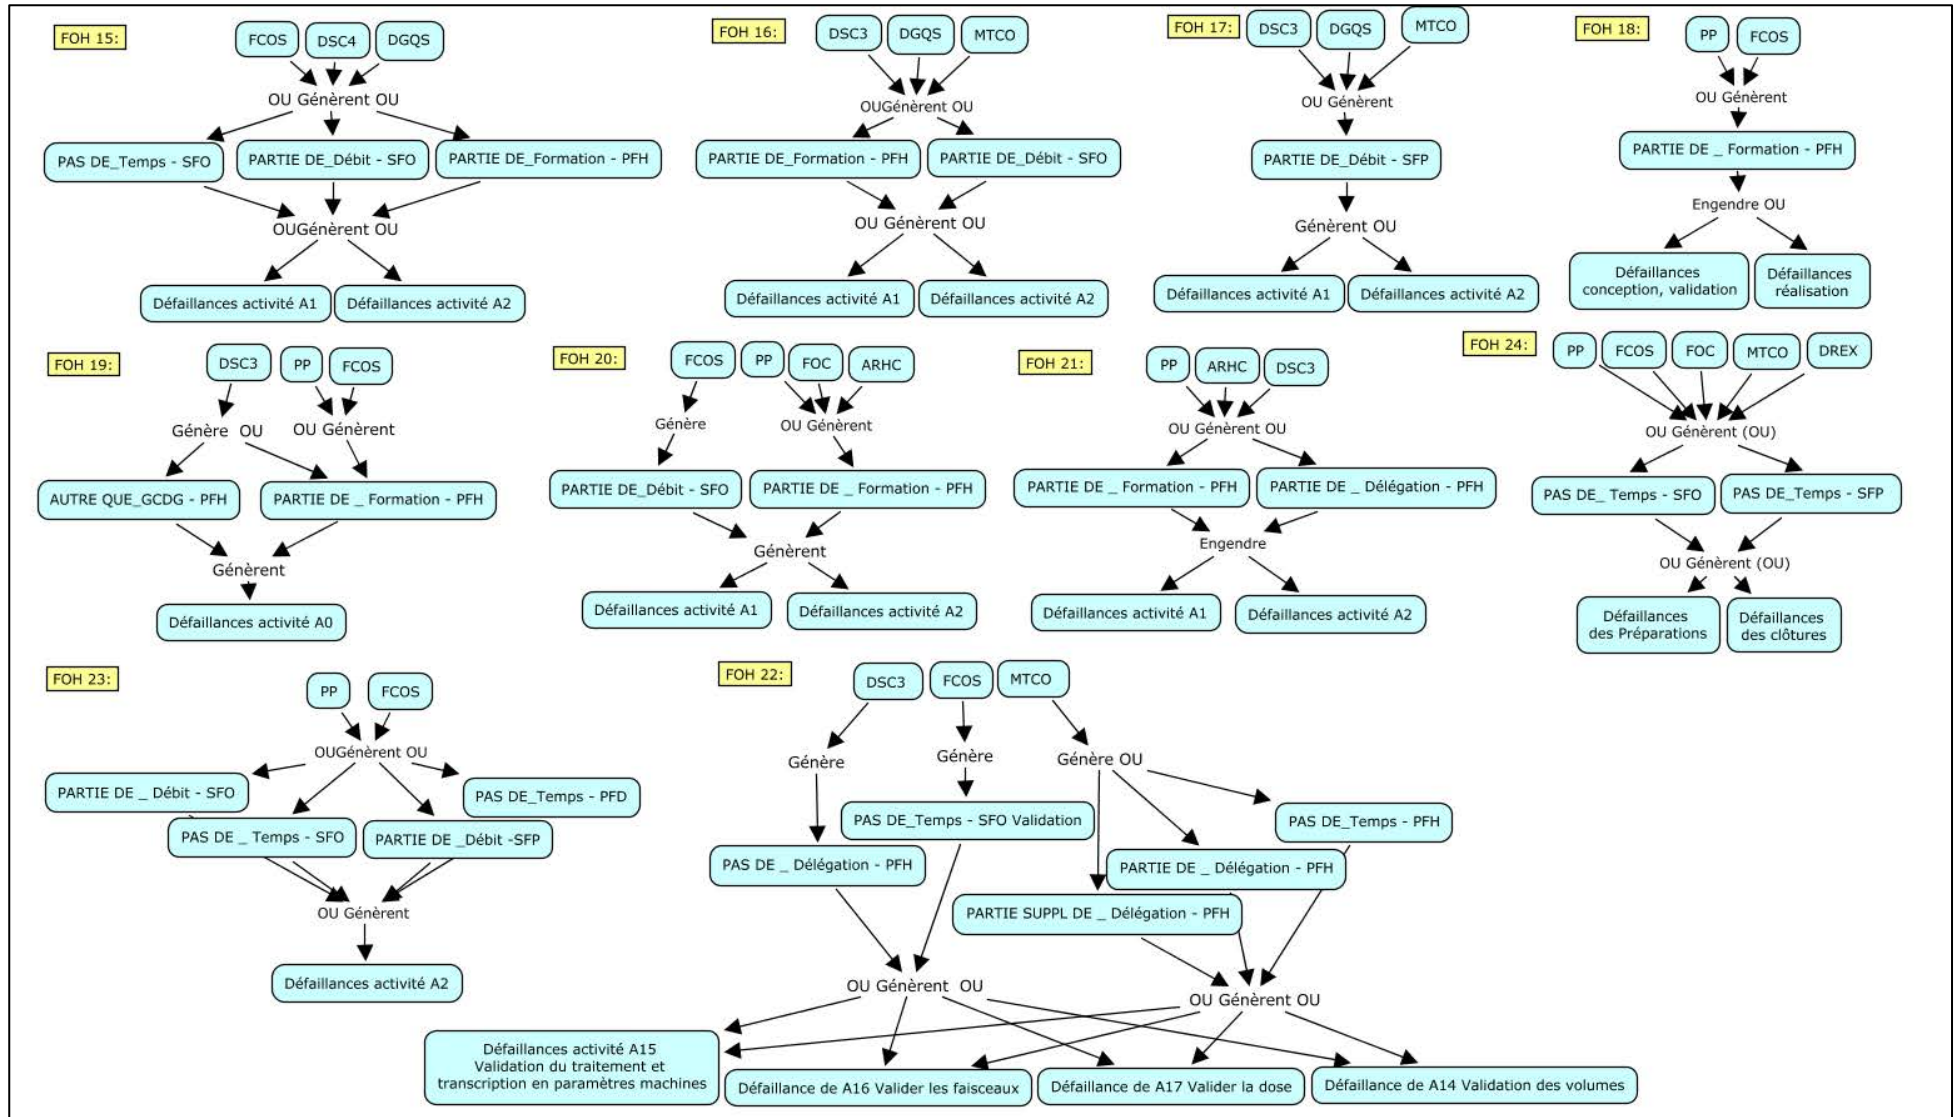 FOH 15:
FCOS
DSC4
DGQS
OU Génèrent OU
PAS DE_Temps - SFO
PARTIE DE_Débit - SFO
PARTIE DE_Formation - PFH
OUGénèrent OU
Défaillances activité A1
Défaillances activité A2
FOH 16:
DSC3
DGQS
MTCO
OUGénèrent OU
PARTIE DE_Formation - PFH
PARTIE DE_Débit - SFO
OU Génèrent OU
Défaillances activité A1
Défaillances activité A2
FOH 17:
DSC3
DGQS
MTCO
OU Génèrent
PARTIE DE_Débit - SFP
Génèrent OU
Défaillances activité A1
Défaillances activité A2
FOH 18:
PP
FCOS
OU Génèrent
PARTIE DE _ Formation - PFH
Engendre OU
Défaillances
conception, validation
Défaillances
réalisation
FOH 19:
DSC3
PP
FCOS
Génère OU
OU Génèrent
AUTRE QUE_GCDG - PFH
PARTIE DE _ Formation - PFH
Génèrent
Défaillances activité A0
FOH 20:
FCOS
PP
FOC
ARHC
Génère
OU Génèrent
PARTIE DE_Débit - SFO
PARTIE DE _ Formation - PFH
Génèrent
Défaillances activité A1
Défaillances activité A2
FOH 21:
PP
ARHC
DSC3
OU Génèrent OU
PARTIE DE _ Formation - PFH
PARTIE DE _ Délégation - PFH
Engendre
Défaillances activité A1
Défaillances activité A2
FOH 24:
PP
FCOS
FOC
MTCO
DREX
OU Génèrent (OU)
PAS DE_ Temps - SFO
PAS DE_Temps - SFP
OU Génèrent (OU)
Défaillances
des Préparations
Défaillances
des clôtures
FOH 23:
PP
FCOS
OUGénèrent OU
PARTIE DE _ Débit - SFO
PAS DE_Temps - PFD
PAS DE _ Temps - SFO
PARTIE DE _Débit -SFP
OU Génèrent
Défaillances activité A2
FOH 22:
DSC3
FCOS
MTCO
Génère
Génère
Génère OU
PAS DE_Temps - SFO Validation
PAS DE_Temps - PFH
PAS DE _ Délégation - PFH
PARTIE DE _ Délégation - PFH
PARTIE SUPPL DE _ Délégation - PFH
OU Génèrent OU
OU Génèrent OU
Défaillances activité A15
Validation du traitement et
transcription en paramètres machines
Défaillance de A16 Valider les faisceaux
Défaillance de A17 Valider la dose
Défaillance de A14 Validation des volumes